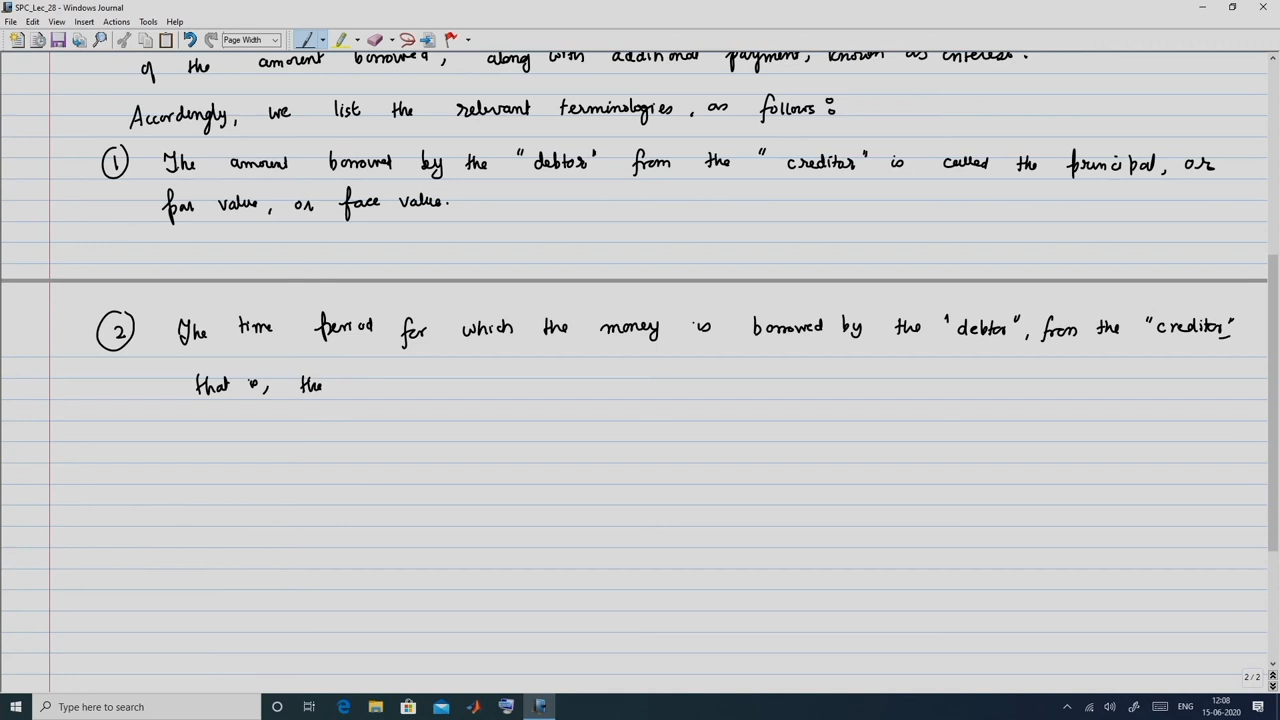 SPC_Lec_28 - Windows Journal
File Edit View Insert Actions Tools Help
Page Width
of the amount borrowed, along with additional payment, known as interest.
Accordingly, we list the relevant terminologies, as follows:
① The amount borrowed by the "debtor" from the "creditor" is called the principal, or
par value, or face value.
② The time period for which the money is borrowed by the "debtor", from the "creditor"
that is, the
2 / 2
Type here to search
ENG
12:08
15-06-2020